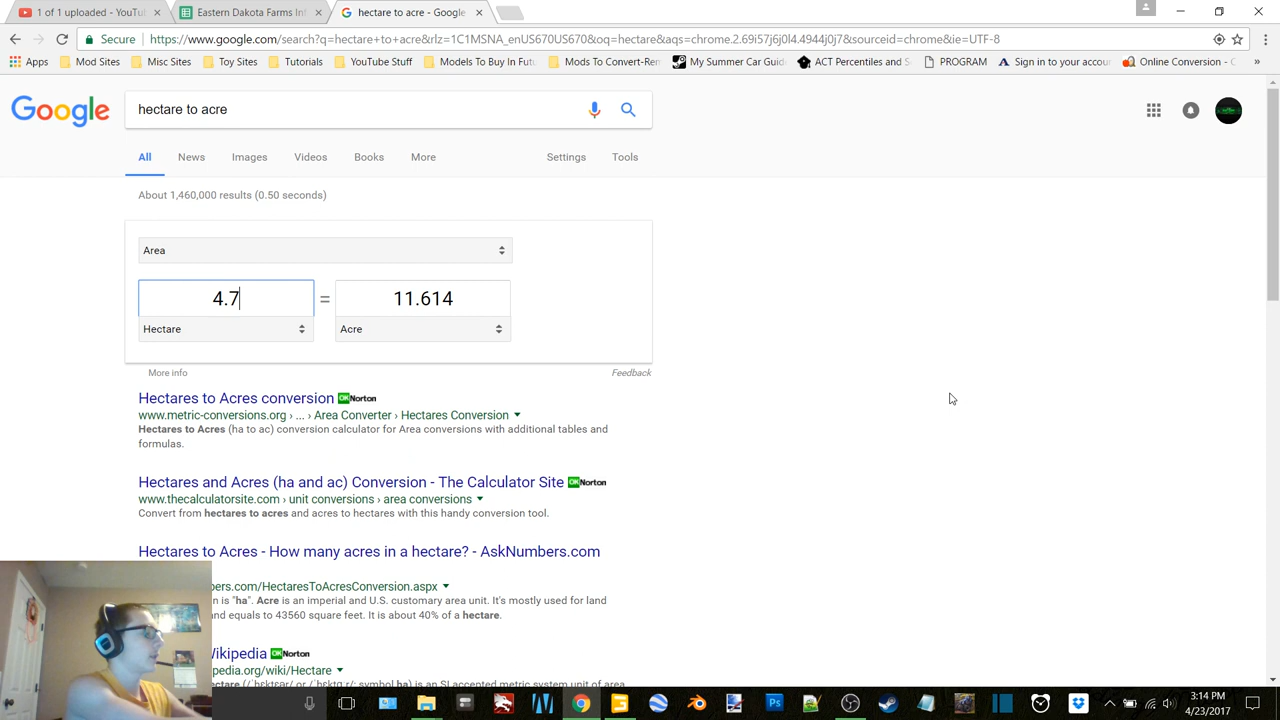 1 of 1 uploaded - YouTu
Eastern Dakota Farms Inf
hectare to acre - Google
Secure
https://www.google.com/search?q=hectare+to+acre&rlz=1C1MSNA_enUS670US670&oq=hectare&aqs=chrome.2.69i57j6j0l4.4944j0j7&sourceid=chrome&ie=UTF-8
Apps Mod Sites Misc Sites Toy Sites Tutorials YouTube Stuff Models To Buy In Futu Mods To Convert-Rem My Summer Car Guide ACT Percentiles and Sc PROGRAM Sign in to your accou Online Conversion - C »
Google
hectare to acre
All News Images Videos Books More Settings Tools
About 1,460,000 results (0.50 seconds)
Area
4.7 = 11.614
Hectare Acre
More info Feedback
Hectares to Acres conversion OK Norton
www.metric-conversions.org › ... › Area Converter › Hectares Conversion
Hectares to Acres (ha to ac) conversion calculator for Area conversions with additional tables and
formulas.
Hectares and Acres (ha and ac) Conversion - The Calculator Site OK Norton
www.thecalculatorsite.com › unit conversions › area conversions
Convert from hectares to acres and acres to hectares with this handy conversion tool.
Hectares to Acres - How many acres in a hectare? - AskNumbers.com
bers.com/HectaresToAcresConversion.aspx
n is "ha". Acre is an imperial and U.S. customary area unit. It's mostly used for land
and equals to 43560 square feet. It is about 40% of a hectare.
Wikipedia OK Norton
pedia.org/wiki/Hectare
3:14 PM
4/23/2017